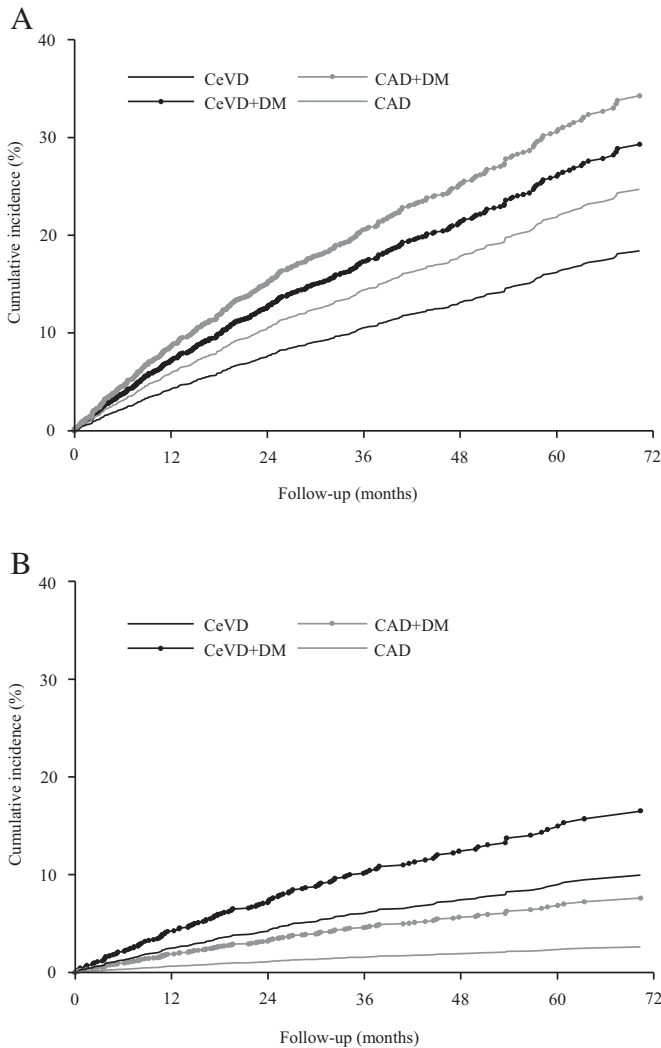 A
40
30
20
10
0
Cumulative incidence (%)
CeVD
CAD+DM
CeVD+DM
CAD
0 12 24 36 48 60 72
Follow-up (months)
B
40
30
20
10
0
Cumulative incidence (%)
CeVD
CAD+DM
CeVD+DM
CAD
0 12 24 36 48 60 72
Follow-up (months)